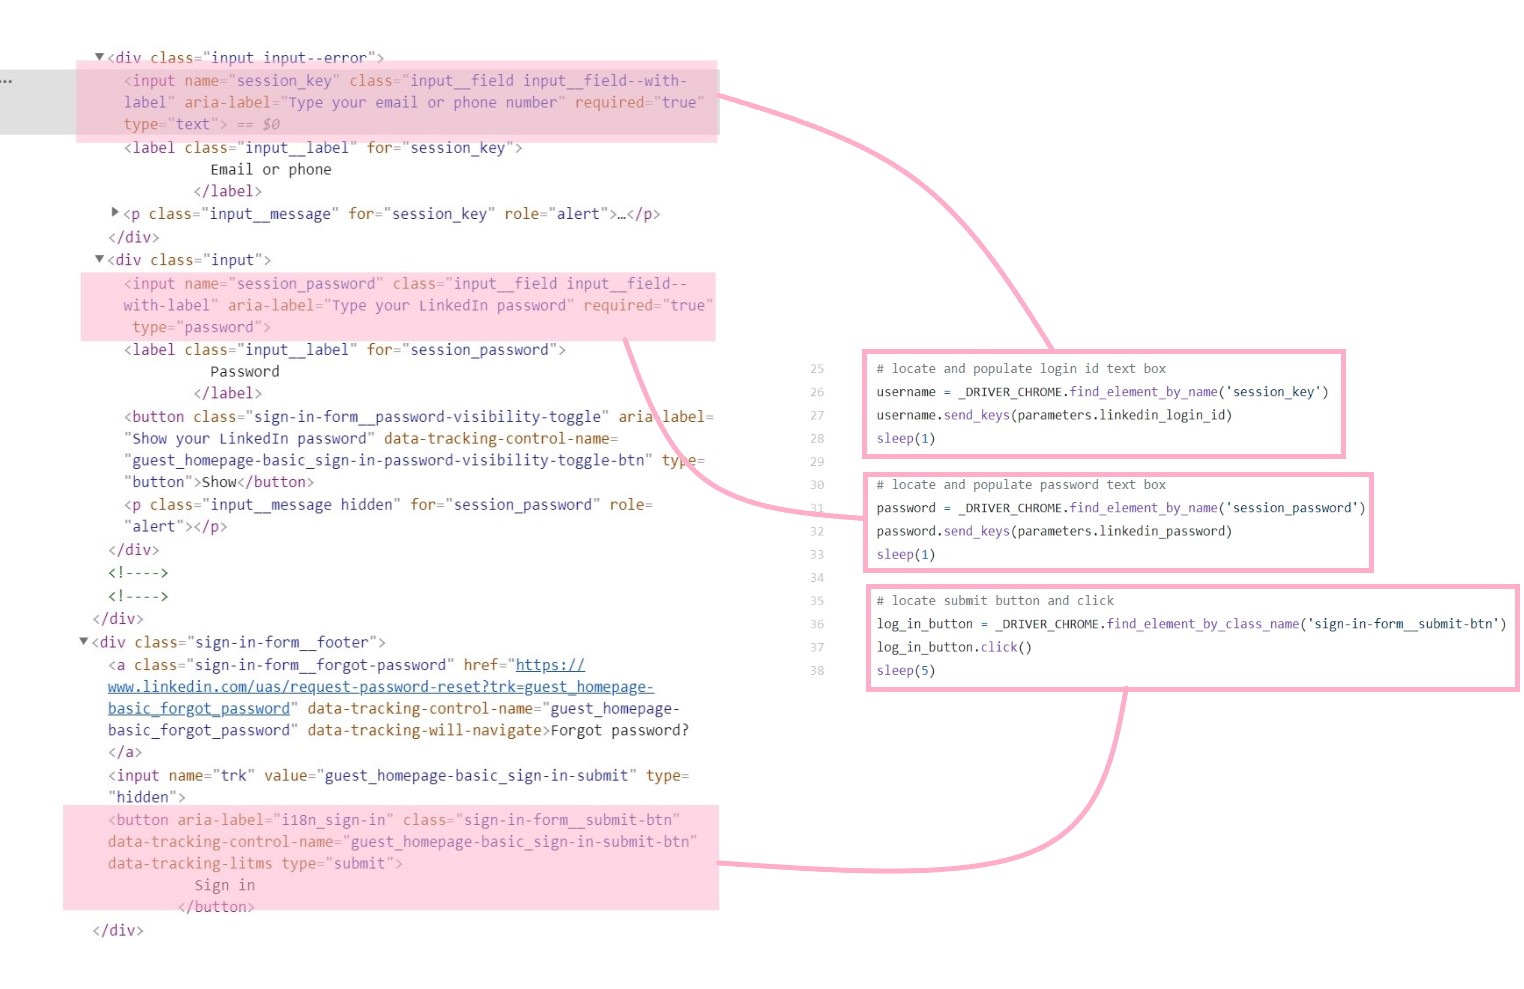 ▼<div class="input input--error">
...
<input name="session_key" class="input__field input__field--with-
label" aria-label="Type your email or phone number" required="true"
type="text"> == $0
<label class="input__label" for="session_key">
Email or phone
</label>
▶<p class="input__message" for="session_key" role="alert">…</p>
</div>
▼<div class="input">
<input name="session_password" class="input__field input__field--
with-label" aria-label="Type your LinkedIn password" required="true"
type="password">
<label class="input__label" for="session_password">
Password
</label>
<button class="sign-in-form__password-visibility-toggle" aria-label=
"Show your LinkedIn password" data-tracking-control-name=
"guest_homepage-basic_sign-in-password-visibility-toggle-btn" type=
"button">Show</button>
<p class="input__message hidden" for="session_password" role=
"alert"></p>
</div>
<!---->
<!---->
</div>
▼<div class="sign-in-form__footer">
<a class="sign-in-form__forgot-password" href="https://
www.linkedin.com/uas/request-password-reset?trk=guest_homepage-
basic_forgot_password" data-tracking-control-name="guest_homepage-
basic_forgot_password" data-tracking-will-navigate>Forgot password?
</a>
<input name="trk" value="guest_homepage-basic_sign-in-submit" type=
"hidden">
<button aria-label="i18n_sign-in" class="sign-in-form__submit-btn"
data-tracking-control-name="guest_homepage-basic_sign-in-submit-btn"
data-tracking-litms type="submit">
Sign in
</button>
</div>
25 # locate and populate login id text box
26 username = _DRIVER_CHROME.find_element_by_name('session_key')
27 username.send_keys(parameters.linkedin_login_id)
28 sleep(1)
29
30 # locate and populate password text box
31 password = _DRIVER_CHROME.find_element_by_name('session_password')
32 password.send_keys(parameters.linkedin_password)
33 sleep(1)
34
35 # locate submit button and click
36 log_in_button = _DRIVER_CHROME.find_element_by_class_name('sign-in-form__submit-btn')
37 log_in_button.click()
38 sleep(5)